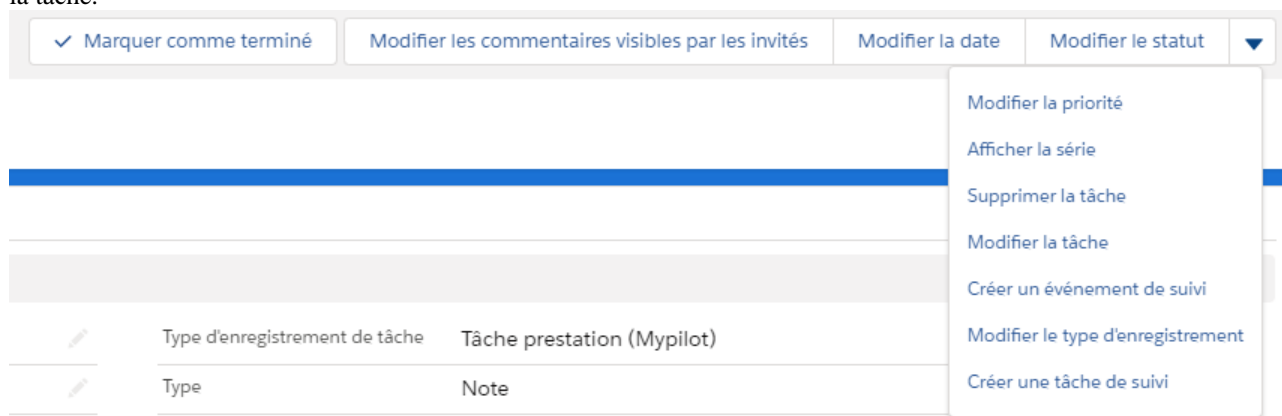 la tâche.
Marquer comme terminé Modifier les commentaires visibles par les invités Modifier la date Modifier le statut
Modifier la priorité
Afficher la série
Supprimer la tâche
Modifier la tâche
Créer un événement de suivi
Type d'enregistrement de tâche Tâche prestation (Mypilot) Modifier le type d'enregistrement
Type Note Créer une tâche de suivi